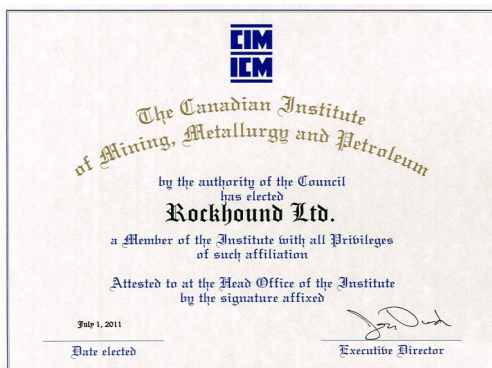 CIM
ICM
The Canadian Institute
of Mining, Metallurgy and Petroleum
by the authority of the Council
has elected
Rockhound Ltd.
a Member of the Institute with all Privileges
of such affiliation
Attested to at the Head Office of the Institute
by the signature affixed
July 1, 2011
Date elected
Executive Director